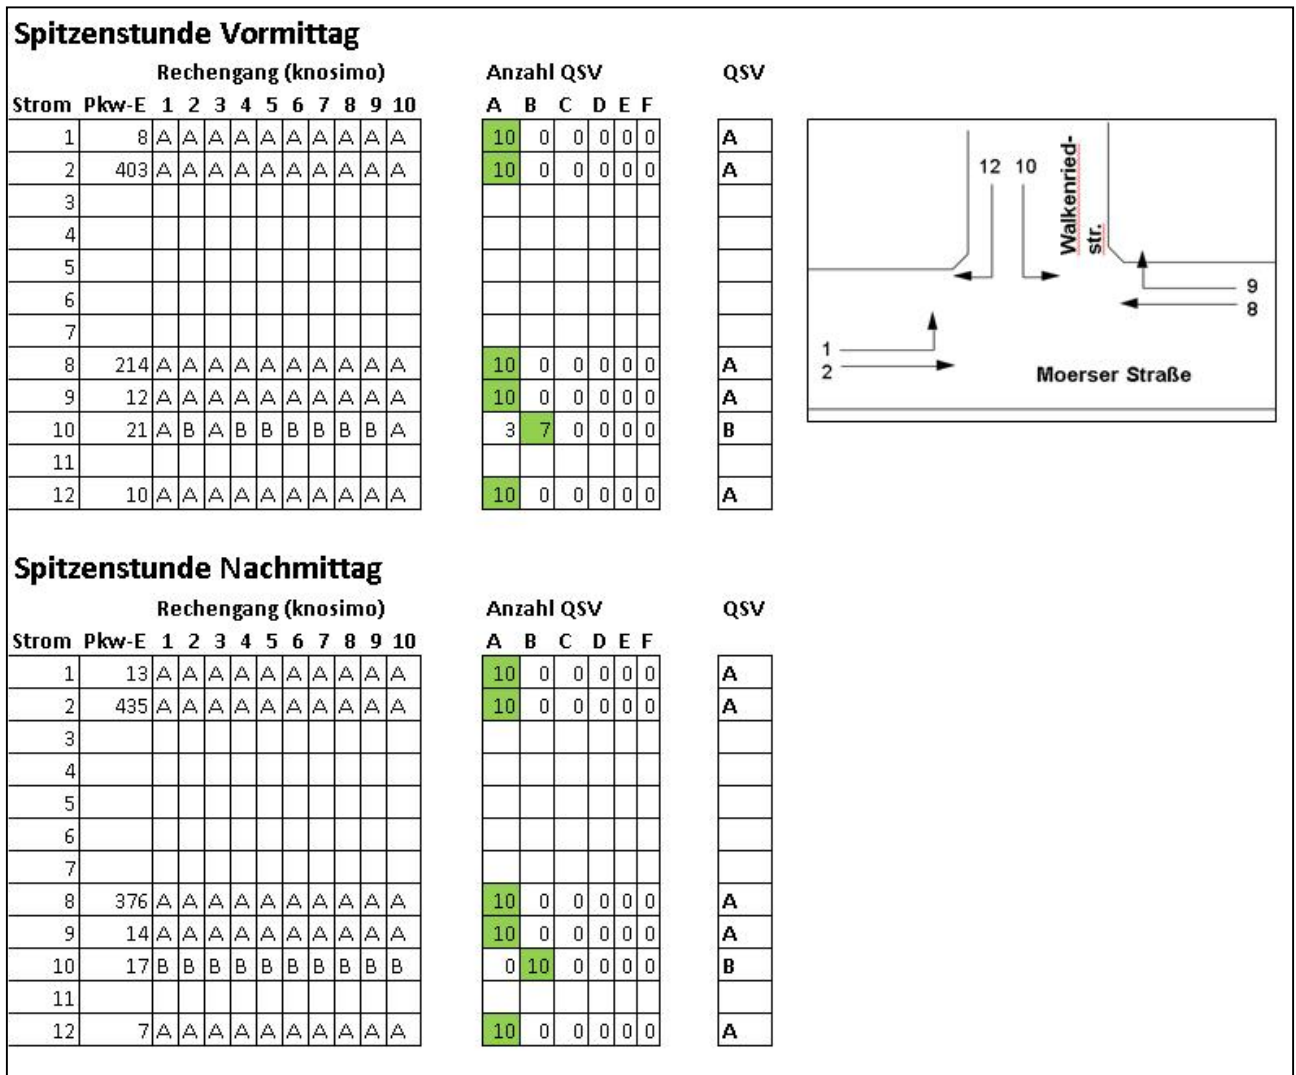 Spitzenstunde Vormittag
Rechengang (knosimo) Anzahl QSV QSV
Strom Pkw-E 1 2 3 4 5 6 7 8 9 10 A B C D E F
1 8 A A A A A A A A A A 10 0 0 0 0 0 A
2 403 A A A A A A A A A A 10 0 0 0 0 0 A
3
4
5
6
7
8 214 A A A A A A A A A A 10 0 0 0 0 0 A
9 12 A A A A A A A A A A 10 0 0 0 0 0 A
10 21 A B A B B B B B B A 3 7 0 0 0 0 B
11
12 10 A A A A A A A A A A 10 0 0 0 0 0 A
12 10
Walkenried-
str.
9
8
1
2
Moerser Straße
Spitzenstunde Nachmittag
Rechengang (knosimo) Anzahl QSV QSV
Strom Pkw-E 1 2 3 4 5 6 7 8 9 10 A B C D E F
1 13 A A A A A A A A A A 10 0 0 0 0 0 A
2 435 A A A A A A A A A A 10 0 0 0 0 0 A
3
4
5
6
7
8 376 A A A A A A A A A A 10 0 0 0 0 0 A
9 14 A A A A A A A A A A 10 0 0 0 0 0 A
10 17 B B B B B B B B B B 0 10 0 0 0 0 B
11
12 7 A A A A A A A A A A 10 0 0 0 0 0 A